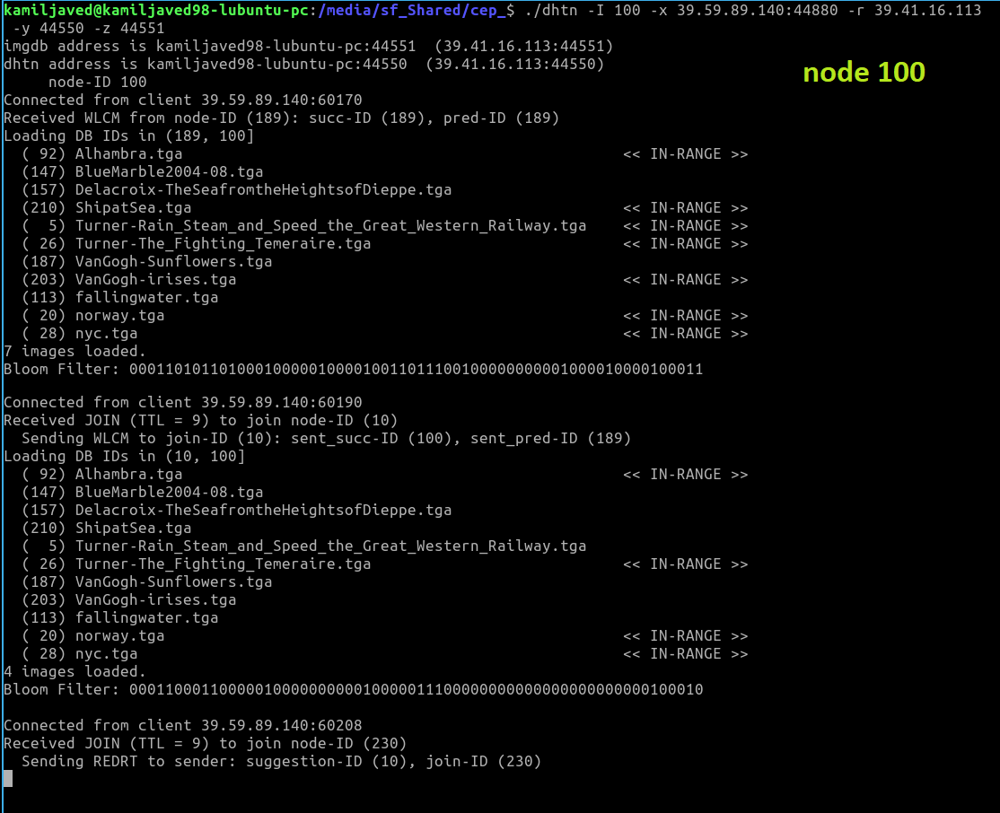 kamiljaved@kamiljaved98-lubuntu-pc:/media/sf_Shared/cep_$ ./dhtn -I 100 -x 39.59.89.140:44880 -r 39.41.16.113
-y 44550 -z 44551
imgdb address is kamiljaved98-lubuntu-pc:44551  (39.41.16.113:44551)
dhtn address is kamiljaved98-lubuntu-pc:44550  (39.41.16.113:44550)
node 100
     node-ID 100
Connected from client 39.59.89.140:60170
Received WLCM from node-ID (189): succ-ID (189), pred-ID (189)
Loading DB IDs in (189, 100]
  ( 92) Alhambra.tga                                                 << IN-RANGE >>
  (147) BlueMarble2004-08.tga
  (157) Delacroix-TheSeafromtheHeightsofDieppe.tga
  (210) ShipatSea.tga                                                << IN-RANGE >>
  (  5) Turner-Rain_Steam_and_Speed_the_Great_Western_Railway.tga    << IN-RANGE >>
  ( 26) Turner-The_Fighting_Temeraire.tga                            << IN-RANGE >>
  (187) VanGogh-Sunflowers.tga
  (203) VanGogh-irises.tga                                           << IN-RANGE >>
  (113) fallingwater.tga
  ( 20) norway.tga                                                   << IN-RANGE >>
  ( 28) nyc.tga                                                      << IN-RANGE >>
7 images loaded.
Bloom Filter: 0001101011010001000001000010011011100100000000001000010000100011
Connected from client 39.59.89.140:60190
Received JOIN (TTL = 9) to join node-ID (10)
  Sending WLCM to join-ID (10): sent_succ-ID (100), sent_pred-ID (189)
Loading DB IDs in (10, 100]
  ( 92) Alhambra.tga                                                 << IN-RANGE >>
  (147) BlueMarble2004-08.tga
  (157) Delacroix-TheSeafromtheHeightsofDieppe.tga
  (210) ShipatSea.tga
  (  5) Turner-Rain_Steam_and_Speed_the_Great_Western_Railway.tga
  ( 26) Turner-The_Fighting_Temeraire.tga                            << IN-RANGE >>
  (187) VanGogh-Sunflowers.tga
  (203) VanGogh-irises.tga
  (113) fallingwater.tga
  ( 20) norway.tga                                                   << IN-RANGE >>
  ( 28) nyc.tga                                                      << IN-RANGE >>
4 images loaded.
Bloom Filter: 0001100011000001000000000010000011100000000000000000000000100010
Connected from client 39.59.89.140:60208
Received JOIN (TTL = 9) to join node-ID (230)
  Sending REDRT to sender: suggestion-ID (10), join-ID (230)